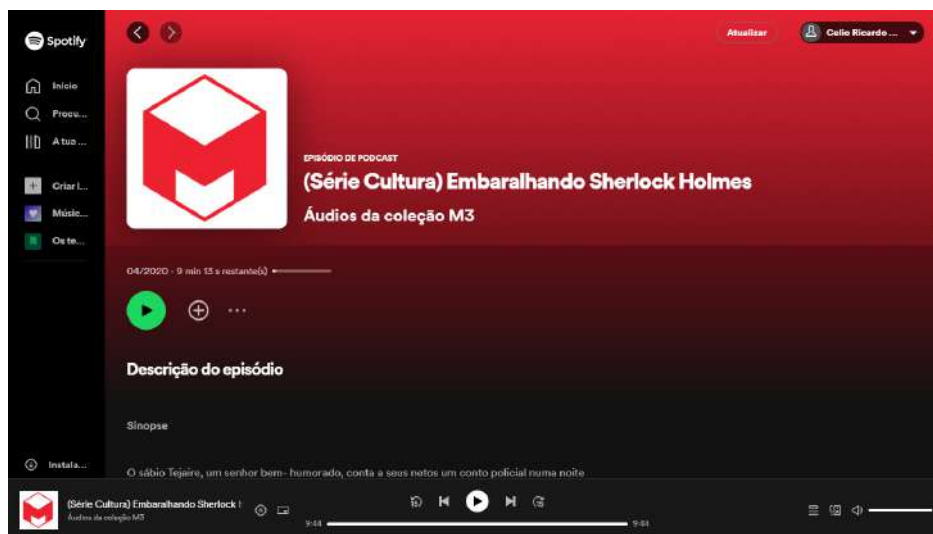 Spotify
Atualizar
Celio Ricardo ...
Início
Procu...
A tua ...
Criar l...
Músic...
Os te...
Instala...
EPISÓDIO DE PODCAST
(Série Cultura) Embaralhando Sherlock Holmes
Áudios da coleção M3
04/2020 · 9 min 13 s restante(s)
Descrição do episódio
Sinopse
O sábio Tejaire, um senhor bem- humorado, conta a seus netos um conto policial numa noite
(Série Cultura) Embaralhando Sherlock H
Áudios da coleção M3
9:44
9:44